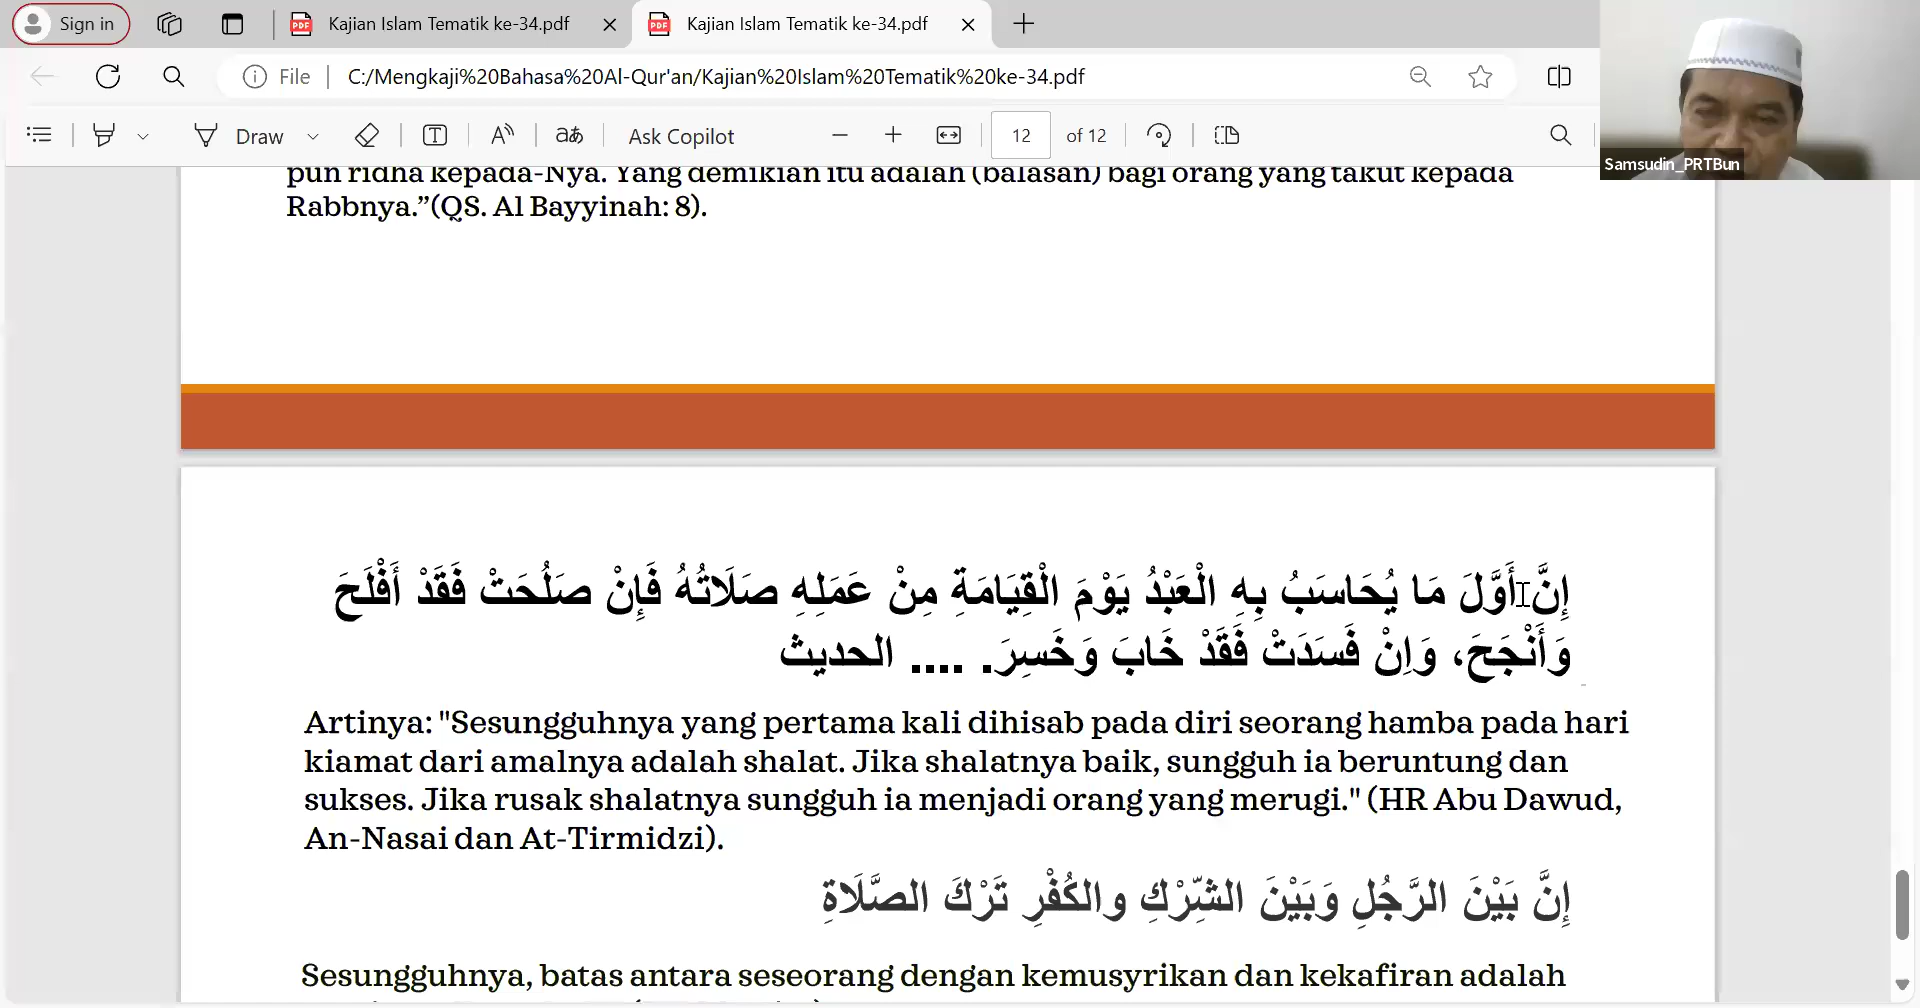 Sign in
Kajian Islam Tematik ke-34.pdf
Kajian Islam Tematik ke-34.pdf
File
C:/Mengkaji%20Bahasa%20Al-Qur'an/Kajian%20Islam%20Tematik%20ke-34.pdf
Draw
Ask Copilot
12 of 12
Samsudin_PRTBun
pun ridha kepada-Nya. Yang demikian itu adalah (balasan) bagi orang yang takut kepada
Rabbnya.”(QS. Al Bayyinah: 8).
إِنَّ أَوَّلَ مَا يُحَاسَبُ بِهِ الْعَبْدُ يَوْمَ الْقِيَامَةِ مِنْ عَمَلِهِ صَلَاتُهُ فَإِنْ صَلُحَتْ فَقَدْ أَفْلَحَ
وَأَنْجَحَ، وَإِنْ فَسَدَتْ فَقَدْ خَابَ وَخَسِرَ. .... الحديث
Artinya: "Sesungguhnya yang pertama kali dihisab pada diri seorang hamba pada hari
kiamat dari amalnya adalah shalat. Jika shalatnya baik, sungguh ia beruntung dan
sukses. Jika rusak shalatnya sungguh ia menjadi orang yang merugi." (HR Abu Dawud,
An-Nasai dan At-Tirmidzi).
إِنَّ بَيْنَ الرَّجُلِ وَبَيْنَ الشِّرْكِ والكُفْرِ تَرْكَ الصَّلَاةِ
Sesungguhnya, batas antara seseorang dengan kemusyrikan dan kekafiran adalah